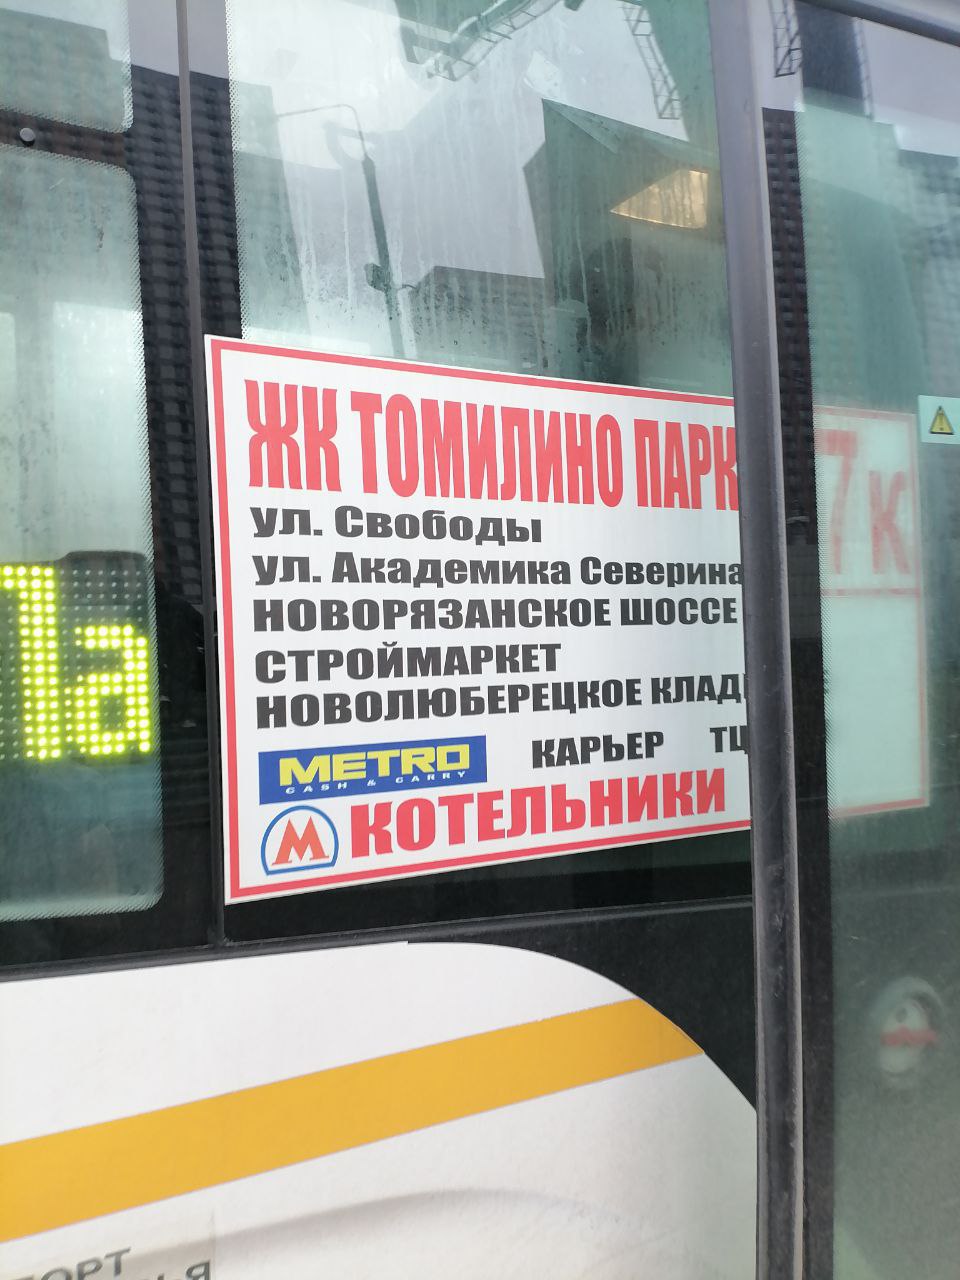 ЖК ТОМИЛИНО ПАРК
ул. Свободы
ул. Академика Северина
НОВОРЯЗАНСКОЕ ШОССЕ
СТРОЙМАРКЕТ
НОВОЛЮБЕРЕЦКОЕ КЛАД
METRO КАРЬЕР ТЦ
CASH & CARRY
М КОТЕЛЬНИКИ
7К